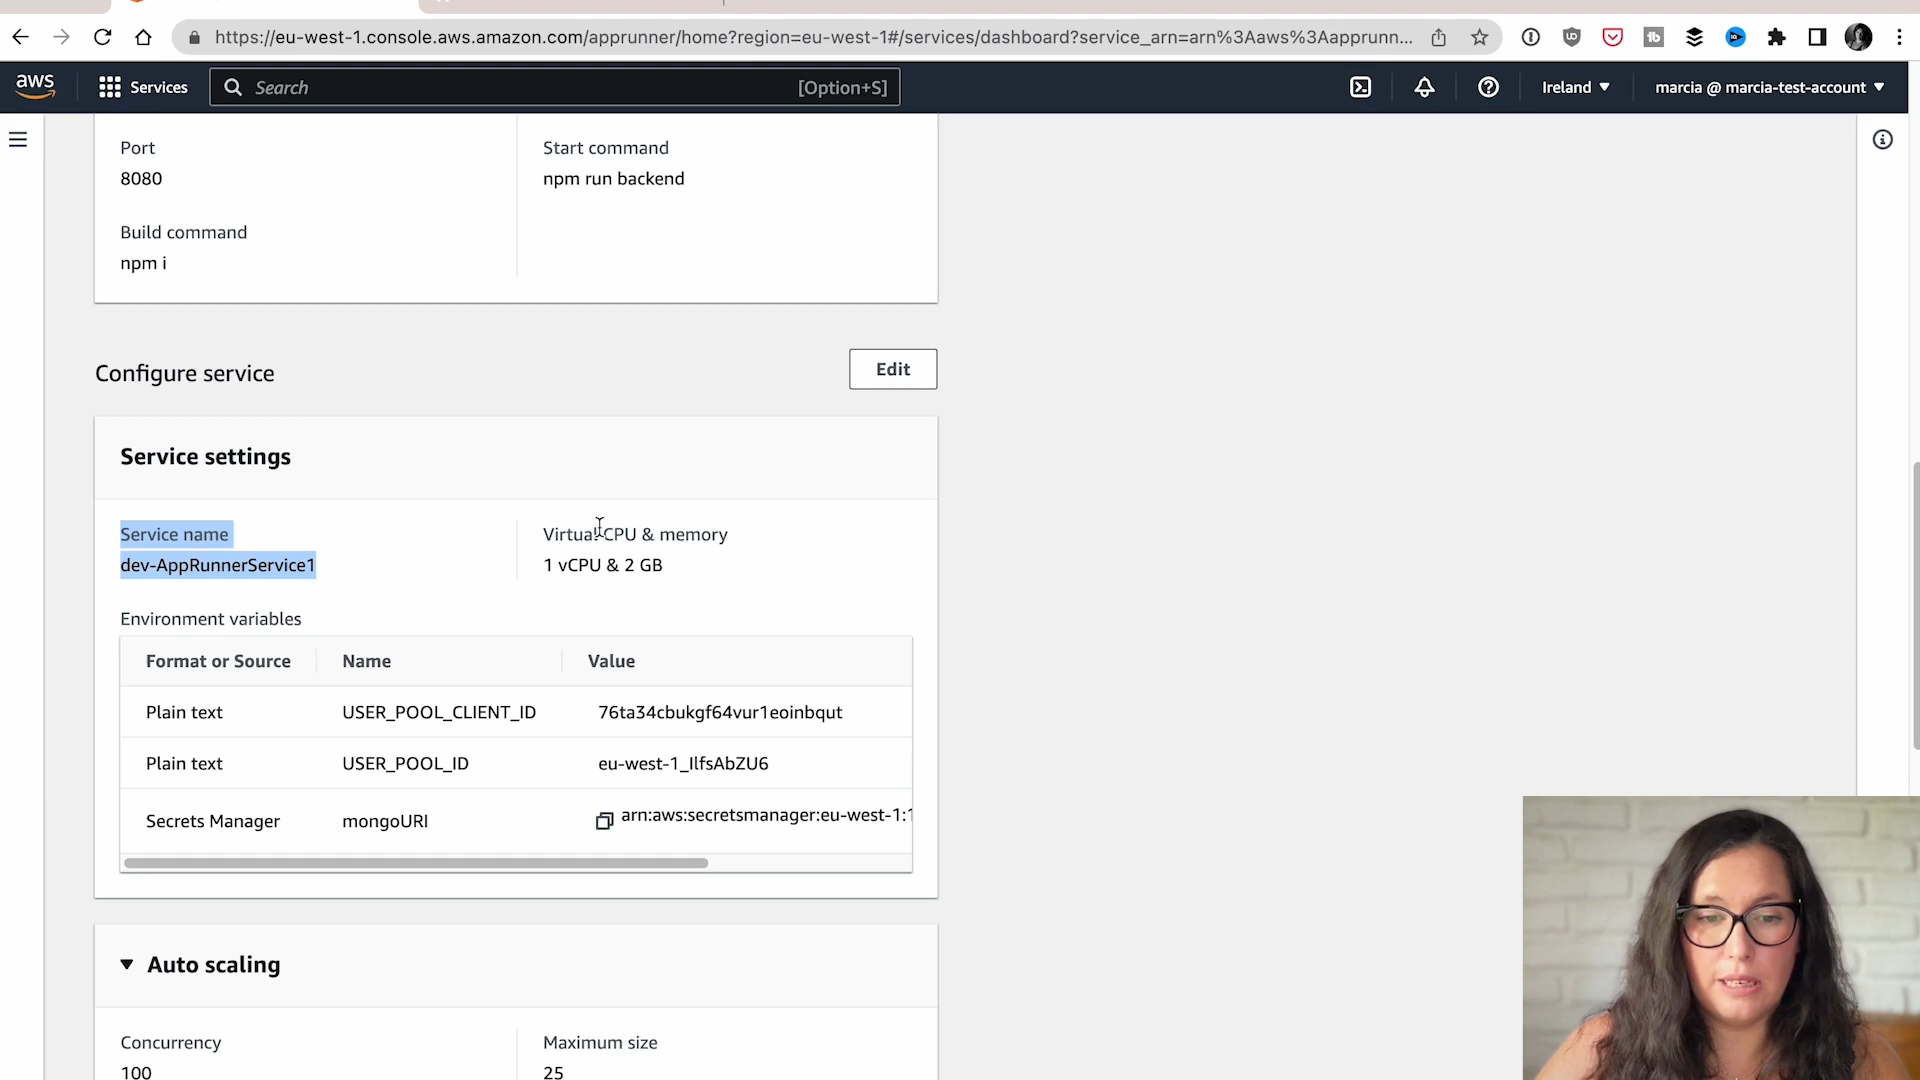 https://eu-west-1.console.aws.amazon.com/apprunner/home?region=eu-west-1#/services/dashboard?service_arn=arn%3Aaws%3Aapprunn...
aws
Services
Search
[Option+S]
Ireland
marcia @ marcia-test-account
Port
8080
Start command
npm run backend
Build command
npm i
Configure service
Edit
Service settings
Service name
dev-AppRunnerService1
Virtual CPU & memory
1 vCPU & 2 GB
Environment variables
Format or Source Name Value
Plain text USER_POOL_CLIENT_ID 76ta34cbukgf64vur1eoinbqut
Plain text USER_POOL_ID eu-west-1_IlfsAbZU6
Secrets Manager mongoURI arn:aws:secretsmanager:eu-west-1:1
Auto scaling
Concurrency
100
Maximum size
25